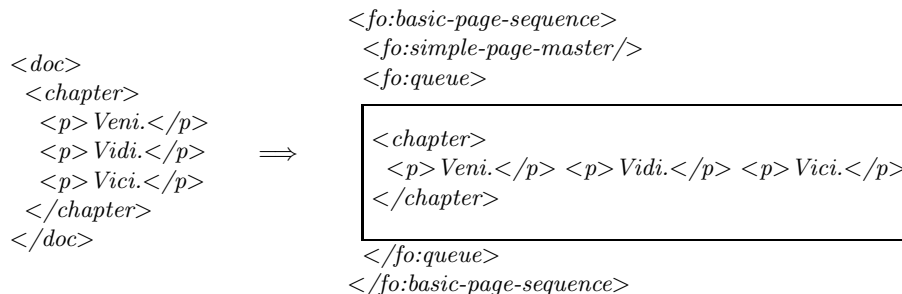 <doc>
<chapter>
<p>Veni.</p>
<p>Vidi.</p>
<p>Vici.</p>
</chapter>
</doc>
⟹
<fo:basic-page-sequence>
<fo:simple-page-master/>
<fo:queue>
<chapter>
<p>Veni.</p> <p>Vidi.</p> <p>Vici.</p>
</chapter>
</fo:queue>
</fo:basic-page-sequence>